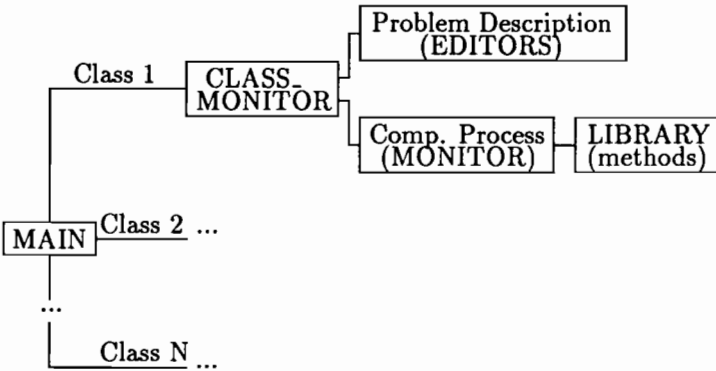 Problem Description
(EDITORS)
Class 1
CLASS_
MONITOR
Comp. Process
(MONITOR)
LIBRARY
(methods)
MAIN
Class 2 ...
...
Class N ...